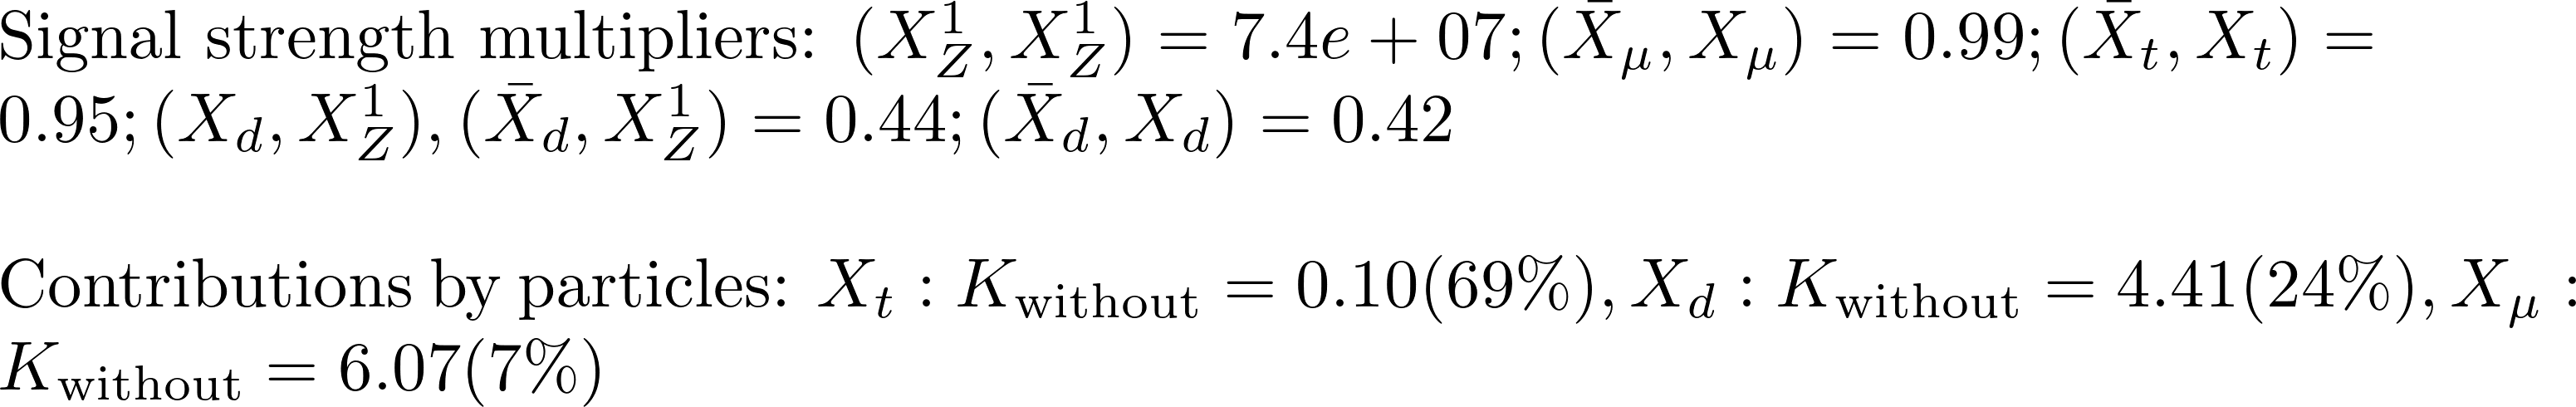 Signal strength multipliers: $(X_Z^1, X_Z^1) = 7.4e+07; (\bar{X}_\mu, X_\mu) = 0.99; (\bar{X}_t, X_t) =$
$0.95; (X_d, X_Z^1), (\bar{X}_d, X_Z^1) = 0.44; (\bar{X}_d, X_d) = 0.42$
Contributions by particles: $X_t : K_{\text{without}} = 0.10(69\%), X_d : K_{\text{without}} = 4.41(24\%), X_\mu :$
$K_{\text{without}} = 6.07(7\%)$